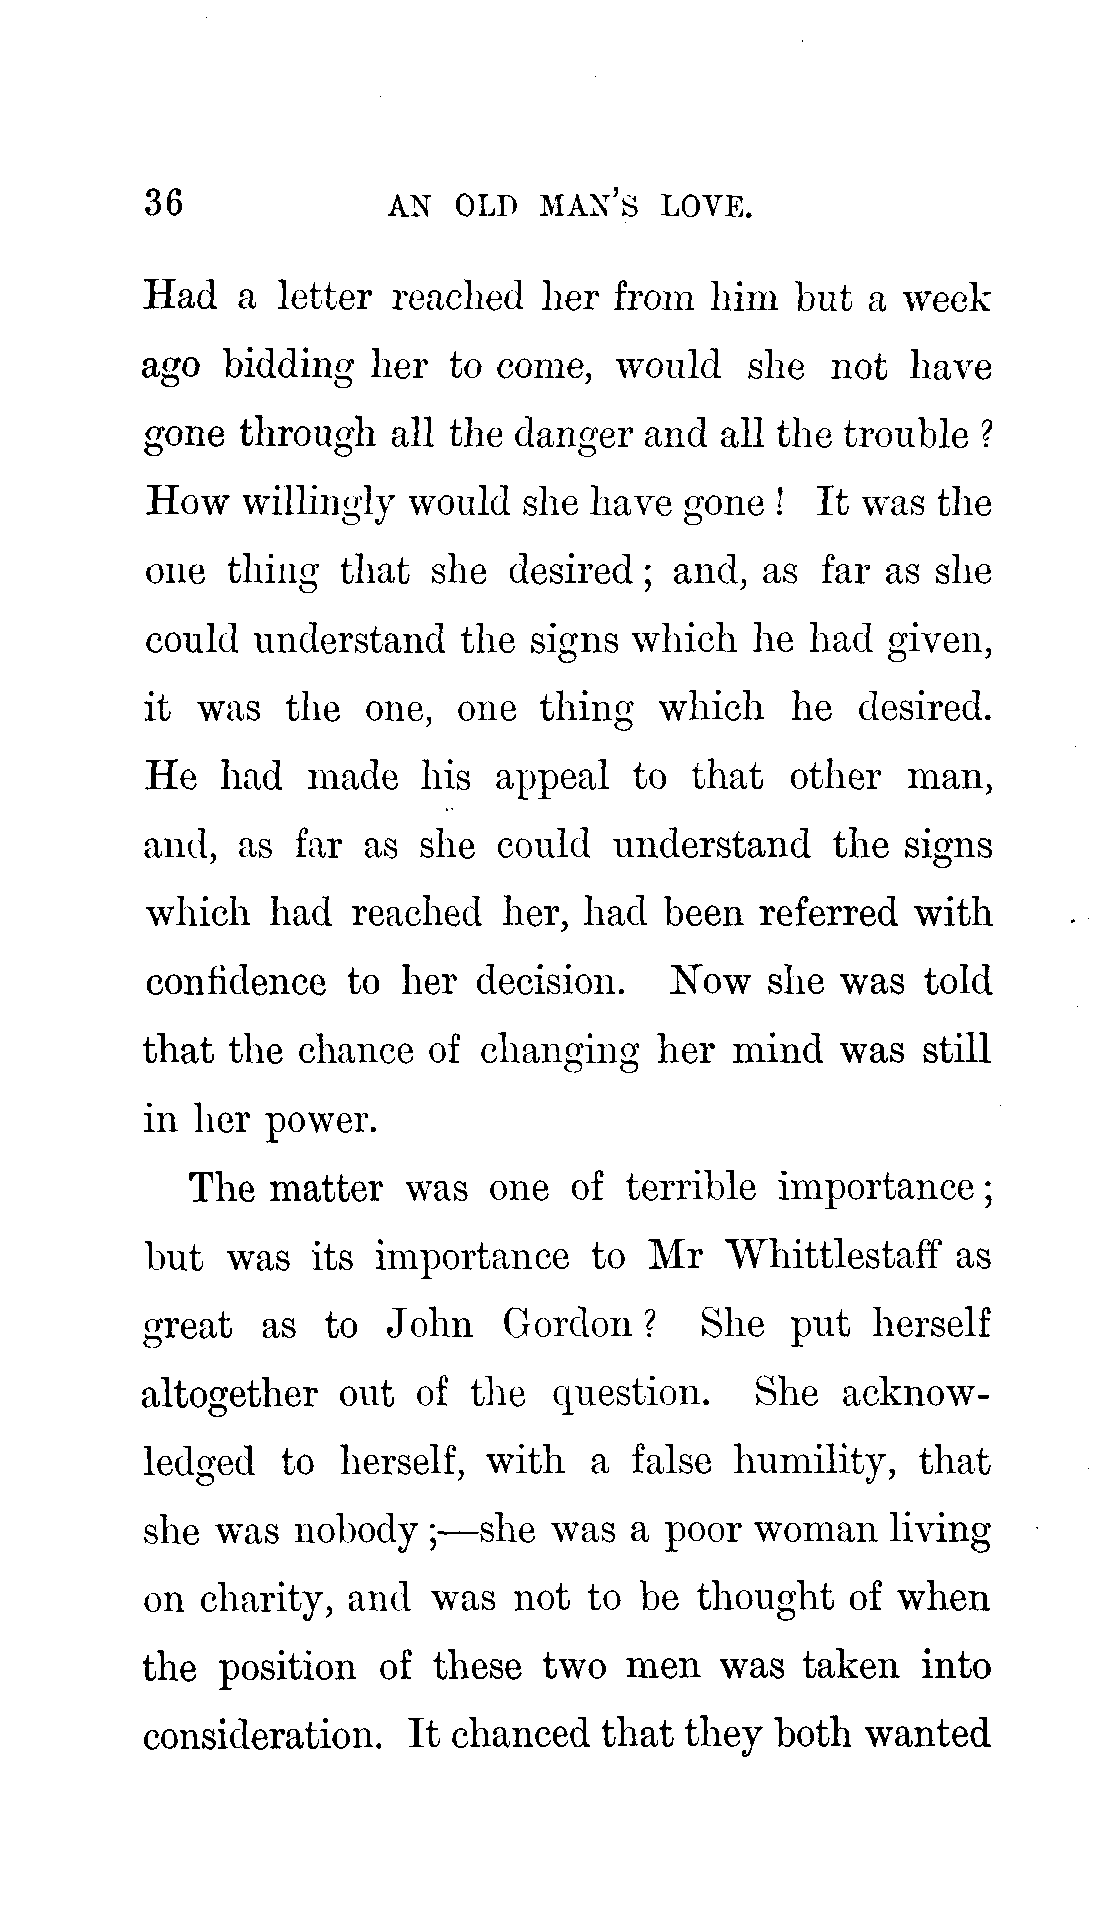 36 AN OLD MAN'S LOVE.
Had a letter reached her from him but a week
ago bidding her to come, would she not have
gone through all the danger and all the trouble ?
How willingly would she have gone ! It was the
one thing that she desired ; and, as far as she
could understand the signs which he had given,
it was the one, one thing which he desired.
He had made his appeal to that other man,
and, as far as she could understand the signs
which had reached her, had been referred with
confidence to her decision. Now she was told
that the chance of changing her mind was still
in her power.
The matter was one of terrible importance ;
but was its importance to Mr Whittlestaff as
great as to John Gordon ? She put herself
altogether out of the question. She acknow-
ledged to herself, with a false humility, that
she was nobody ;—she was a poor woman living
on charity, and was not to be thought of when
the position of these two men was taken into
consideration. It chanced that they both wanted